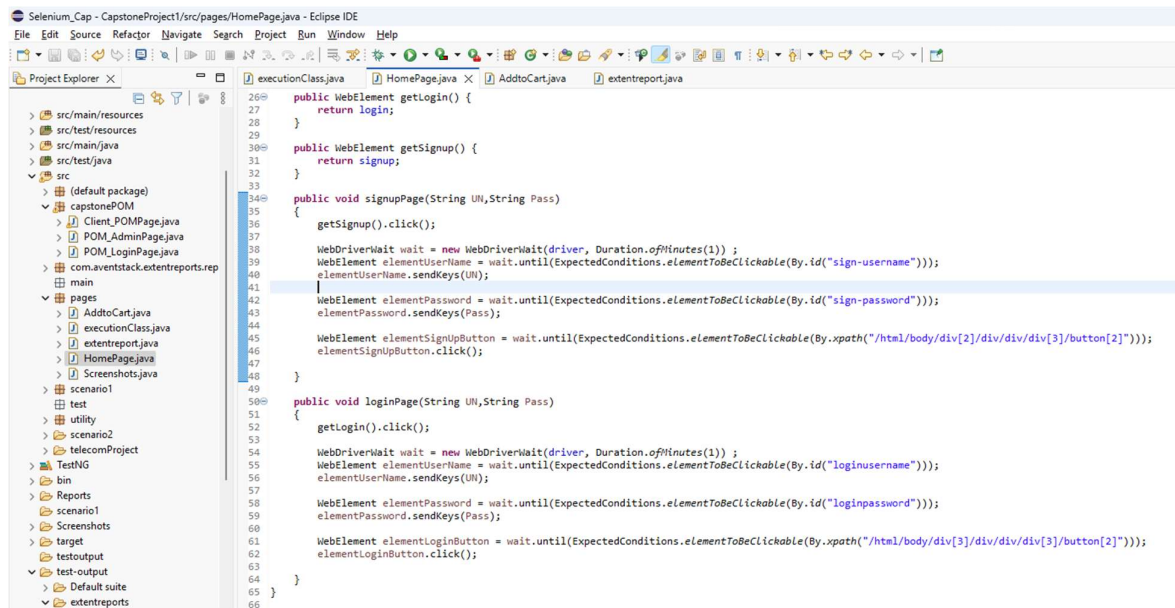 Selenium_Cap - CapstoneProject1/src/pages/HomePage.java - Eclipse IDE
File Edit Source Refactor Navigate Search Project Run Window Help
Project Explorer
src/main/resources
src/test/resources
src/main/java
src/test/java
src
(default package)
capstonePOM
Client_POMPage.java
POM_AdminPage.java
POM_LoginPage.java
com.aventstack.extentreports.rep
main
pages
AddtoCart.java
executionClass.java
extentreport.java
HomePage.java
Screenshots.java
scenario1
test
utility
scenario2
telecomProject
TestNG
bin
Reports
scenario1
Screenshots
target
testoutput
test-output
Default suite
extentreports
executionClass.java HomePage.java AddtoCart.java extentreport.java
26 public WebElement getLogin() {
27 return login;
28 }
29
30 public WebElement getSignup() {
31 return signup;
32 }
33
34 public void signupPage(String UN,String Pass)
35 {
36 getSignup().click();
37
38 WebDriverWait wait = new WebDriverWait(driver, Duration.ofMinutes(1)) ;
39 WebElement elementUserName = wait.until(ExpectedConditions.elementToBeClickable(By.id("sign-username")));
40 elementUserName.sendKeys(UN);
41
42 WebElement elementPassword = wait.until(ExpectedConditions.elementToBeClickable(By.id("sign-password")));
43 elementPassword.sendKeys(Pass);
44
45 WebElement elementSignUpButton = wait.until(ExpectedConditions.elementToBeClickable(By.xpath("/html/body/div[2]/div/div/div[3]/button[2]")));
46 elementSignUpButton.click();
47
48 }
49
50 public void loginPage(String UN,String Pass)
51 {
52 getLogin().click();
53
54 WebDriverWait wait = new WebDriverWait(driver, Duration.ofMinutes(1)) ;
55 WebElement elementUserName = wait.until(ExpectedConditions.elementToBeClickable(By.id("loginusername")));
56 elementUserName.sendKeys(UN);
57
58 WebElement elementPassword = wait.until(ExpectedConditions.elementToBeClickable(By.id("loginpassword")));
59 elementPassword.sendKeys(Pass);
60
61 WebElement elementLoginButton = wait.until(ExpectedConditions.elementToBeClickable(By.xpath("/html/body/div[3]/div/div/div[3]/button[2]")));
62 elementLoginButton.click();
63
64 }
65 }
66